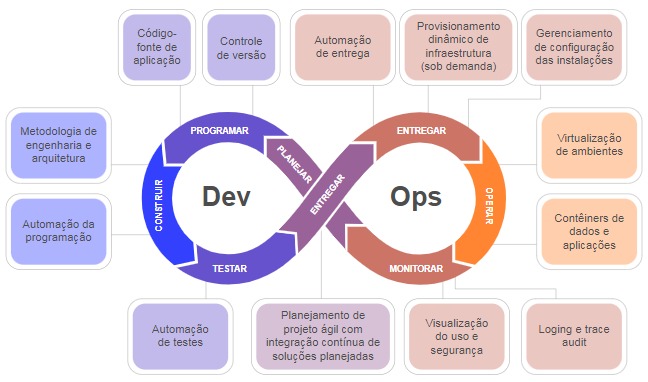 Código-
fonte de
aplicação
Controle
de versão
Automação
de entrega
Provisionamento
dinâmico de
infraestrutura
(sob demanda)
Gerenciamento
de configuração
das instalações
Metodologia de
engenharia e
arquitetura
Automação da
programação
PROGRAMAR
PLANEJAR
CONSTRUIR
Dev
TESTAR
ENTREGAR
ENTREGAR
Ops
OPERAR
MONITORAR
Virtualização
de ambientes
Contêiners de
dados e
aplicações
Automação
de testes
Planejamento de
projeto ágil com
integração contínua de
soluções planejadas
Visualização
do uso e
segurança
Loging e trace
audit